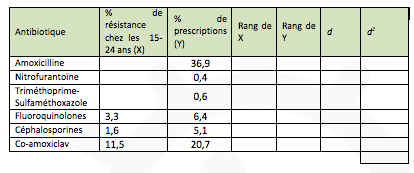 Antibiotique % de résistance chez les 15-24 ans (X) % de prescriptions (Y) Rang de X Rang de Y d d²
Amoxicilline 36,9
Nitrofurantoïne 0,4
Triméthoprime-Sulfaméthoxazole 0,6
Fluoroquinolones 3,3 6,4
Céphalosporines 1,6 5,1
Co-amoxiclav 11,5 20,7